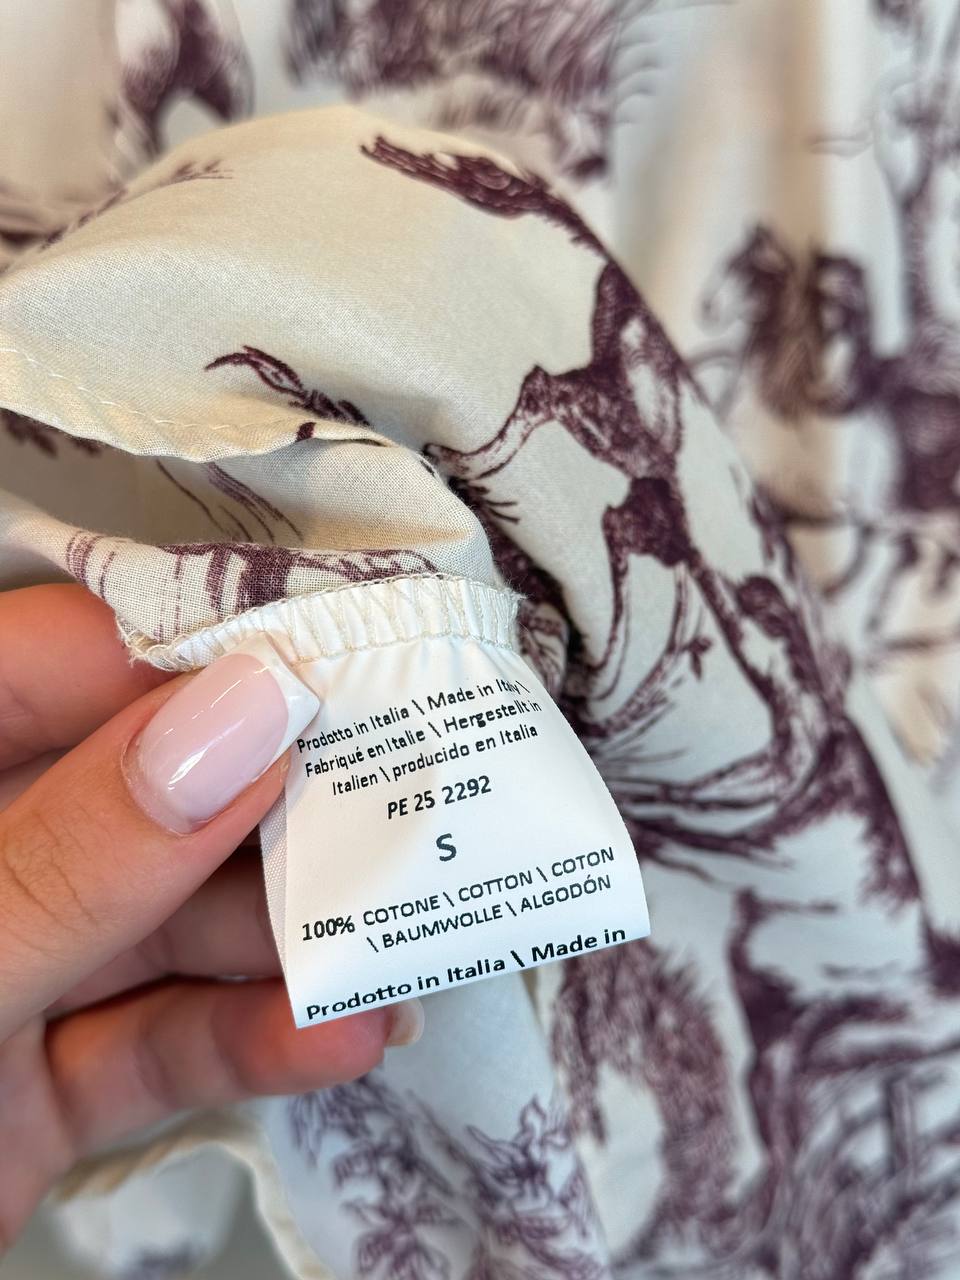 Prodotto in Italia \ Made in Italy \
Fabriqué en Italie \ Hergestellt in
Italien \ producido en Italia
PE 25 2292
S
100% COTONE \ COTTON \ COTON
\ BAUMWOLLE \ ALGODÓN
Prodotto in Italia \ Made in